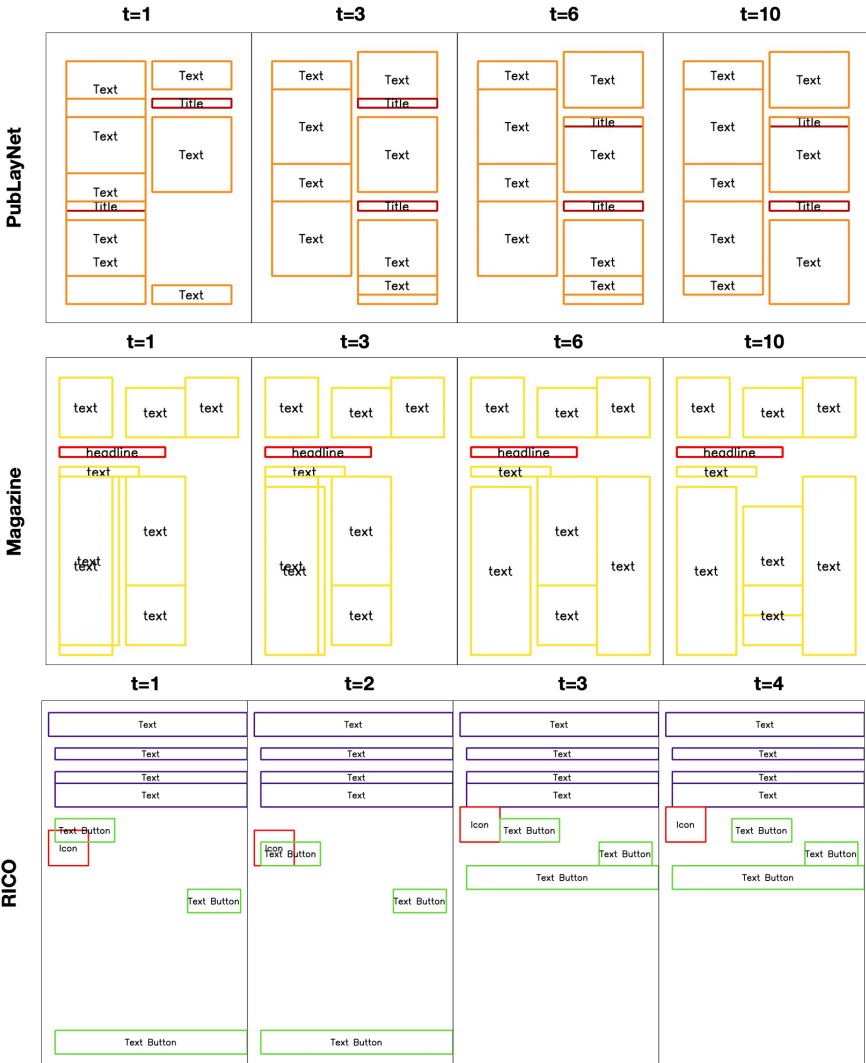 t=1 t=3 t=6 t=10
PubLayNet
Text Text Title Text Text Text Title Text Text Text
Text Text Title Text Text Text Title Text Text Text
Text Text Title Text Text Text Title Text Text Text
Text Text Title Text Text Text Title Text Text Text
t=1 t=3 t=6 t=10
Magazine
text text text headline text text text text text
text text text headline text text text text text
text text text headline text text text text text
text text text headline text text text text text
t=1 t=2 t=3 t=4
RICO
Text Text Text Text Text Button Icon Text Button Text Button
Text Text Text Text Icon Text Button Text Button Text Button
Text Text Text Text Icon Text Button Text Button Text Button
Text Text Text Text Icon Text Button Text Button Text Button